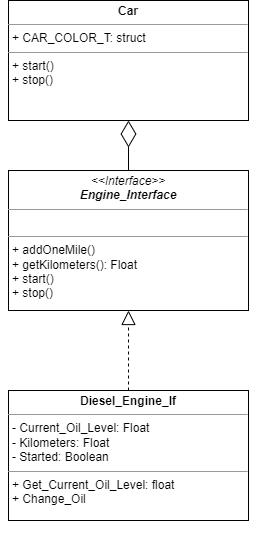 Car
+ CAR_COLOR_T: struct
+ start()
+ stop()
<<Interface>>
Engine_Interface
+ addOneMile()
+ getKilometers(): Float
+ start()
+ stop()
Diesel_Engine_If
- Current_Oil_Level: Float
- Kilometers: Float
- Started: Boolean
+ Get_Current_Oil_Level: float
+ Change_Oil